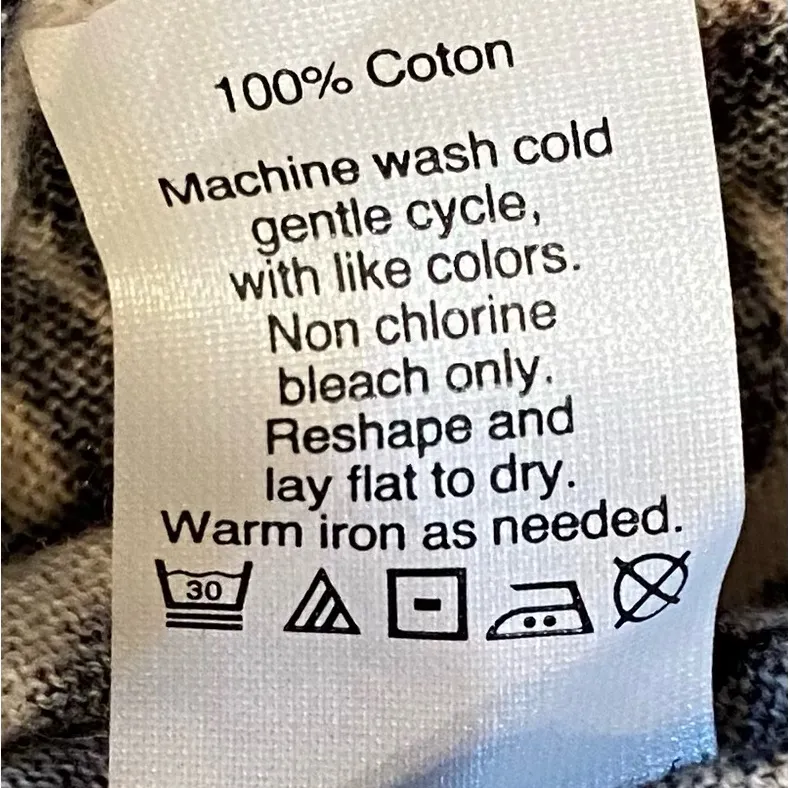 100% Coton
Machine wash cold
gentle cycle,
with like colors.
Non chlorine
bleach only.
Reshape and
lay flat to dry.
Warm iron as needed.
30